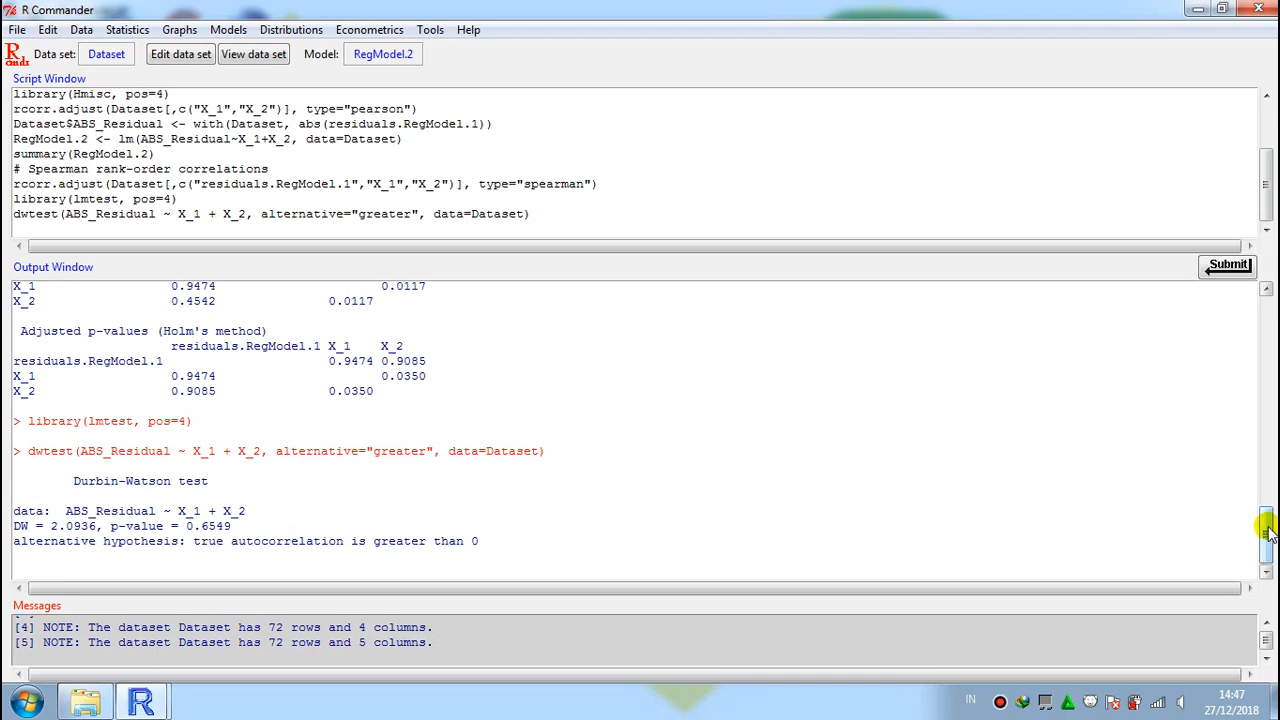 R Commander
File Edit Data Statistics Graphs Models Distributions Econometrics Tools Help
R cmdr Data set: Dataset Edit data set View data set Model: RegModel.2
Script Window
library(Hmisc, pos=4)
rcorr.adjust(Dataset[,c("X_1","X_2")], type="pearson")
Dataset$ABS_Residual <- with(Dataset, abs(residuals.RegModel.1))
RegModel.2 <- lm(ABS_Residual~X_1+X_2, data=Dataset)
summary(RegModel.2)
# Spearman rank-order correlations
rcorr.adjust(Dataset[,c("residuals.RegModel.1","X_1","X_2")], type="spearman")
library(lmtest, pos=4)
dwtest(ABS_Residual ~ X_1 + X_2, alternative="greater", data=Dataset)
Output Window Submit
X_1 0.9474 0.0117
X_2 0.4542 0.0117
Adjusted p-values (Holm's method)
residuals.RegModel.1 X_1 X_2
residuals.RegModel.1 0.9474 0.9085
X_1 0.9474 0.0350
X_2 0.9085 0.0350
> library(lmtest, pos=4)
> dwtest(ABS_Residual ~ X_1 + X_2, alternative="greater", data=Dataset)
Durbin-Watson test
data: ABS_Residual ~ X_1 + X_2
DW = 2.0936, p-value = 0.6549
alternative hypothesis: true autocorrelation is greater than 0
Messages
[4] NOTE: The dataset Dataset has 72 rows and 4 columns.
[5] NOTE: The dataset Dataset has 72 rows and 5 columns.
IN 14:47
27/12/2018